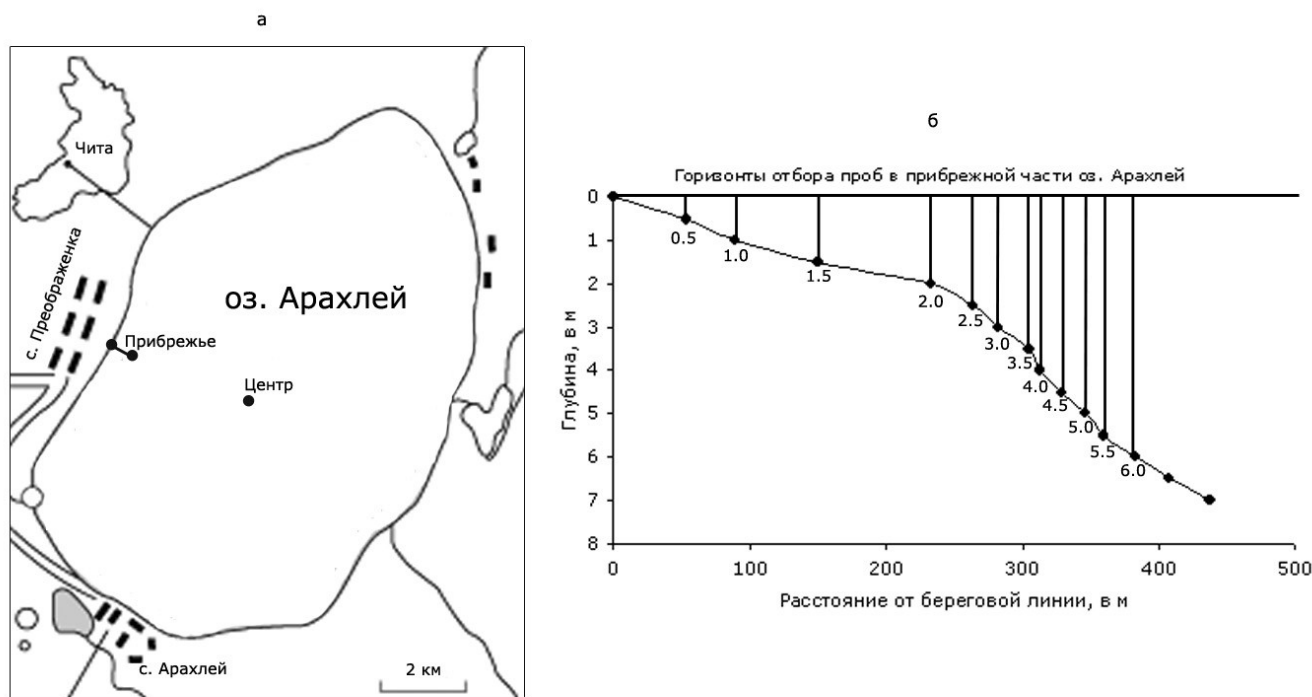 а
Чита
с. Преображенка
оз. Арахлей
Прибрежье
Центр
с. Арахлей
2 км
б
Горизонты отбора проб в прибрежной части оз. Арахлей
0
1
2
3
4
5
6
7
8
Глубина, в м
0.5
1.0
1.5
2.0
2.5
3.0
3.5
4.0
4.5
5.0
5.5
6.0
0 100 200 300 400 500
Расстояние от береговой линии, в м